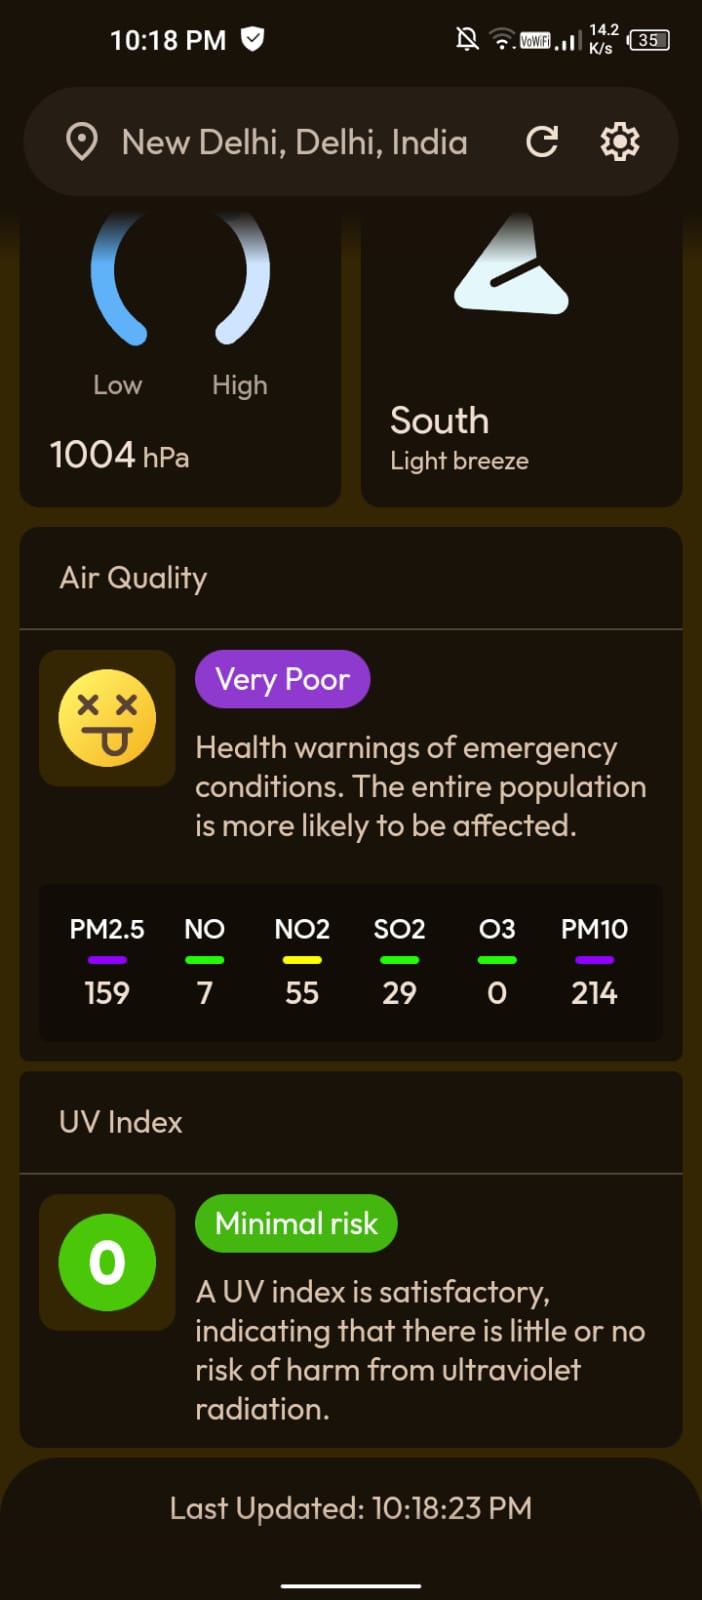 10:18 PM
VoWiFi
14.2
K/s
35
New Delhi, Delhi, India
Low
High
1004 hPa
South
Light breeze
Air Quality
Very Poor
Health warnings of emergency
conditions. The entire population
is more likely to be affected.
PM2.5 NO NO2 SO2 O3 PM10
159 7 55 29 0 214
UV Index
0
Minimal risk
A UV index is satisfactory,
indicating that there is little or no
risk of harm from ultraviolet
radiation.
Last Updated: 10:18:23 PM